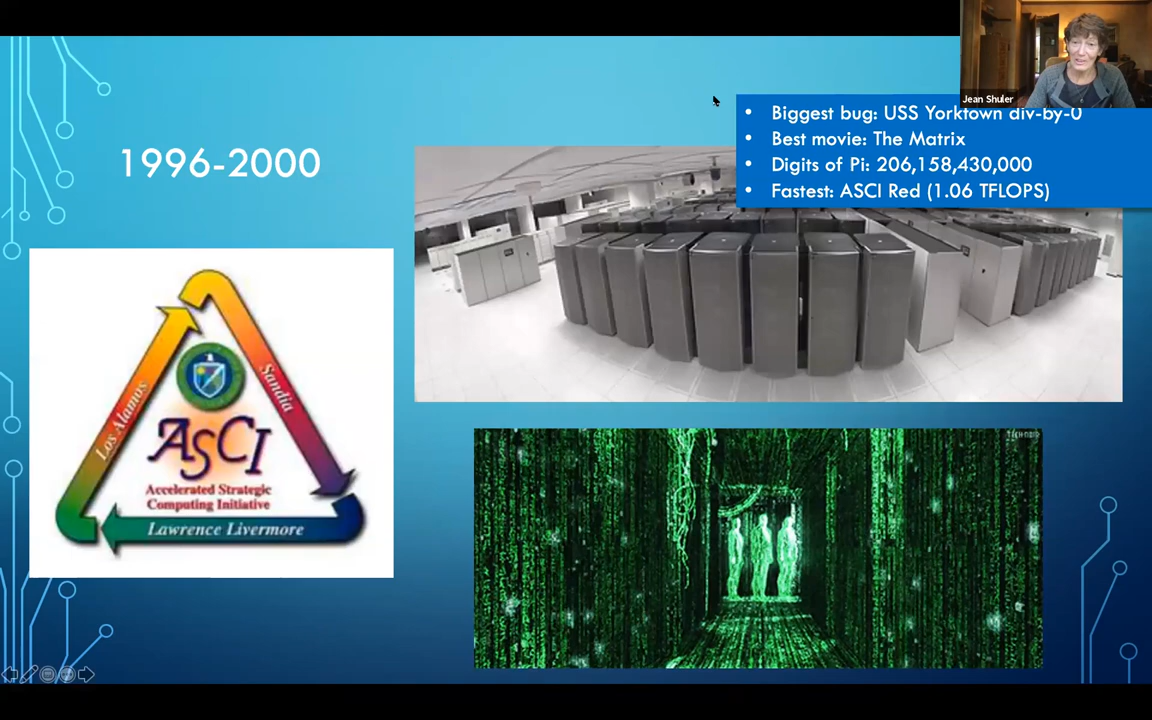 Jean Shuler
• Biggest bug: USS Yorktown div-by-0
• Best movie: The Matrix
• Digits of Pi: 206,158,430,000
• Fastest: ASCI Red (1.06 TFLOPS)
1996-2000
Los Alamos
Sandia
ASCI
Accelerated Strategic
Computing Initiative
Lawrence Livermore